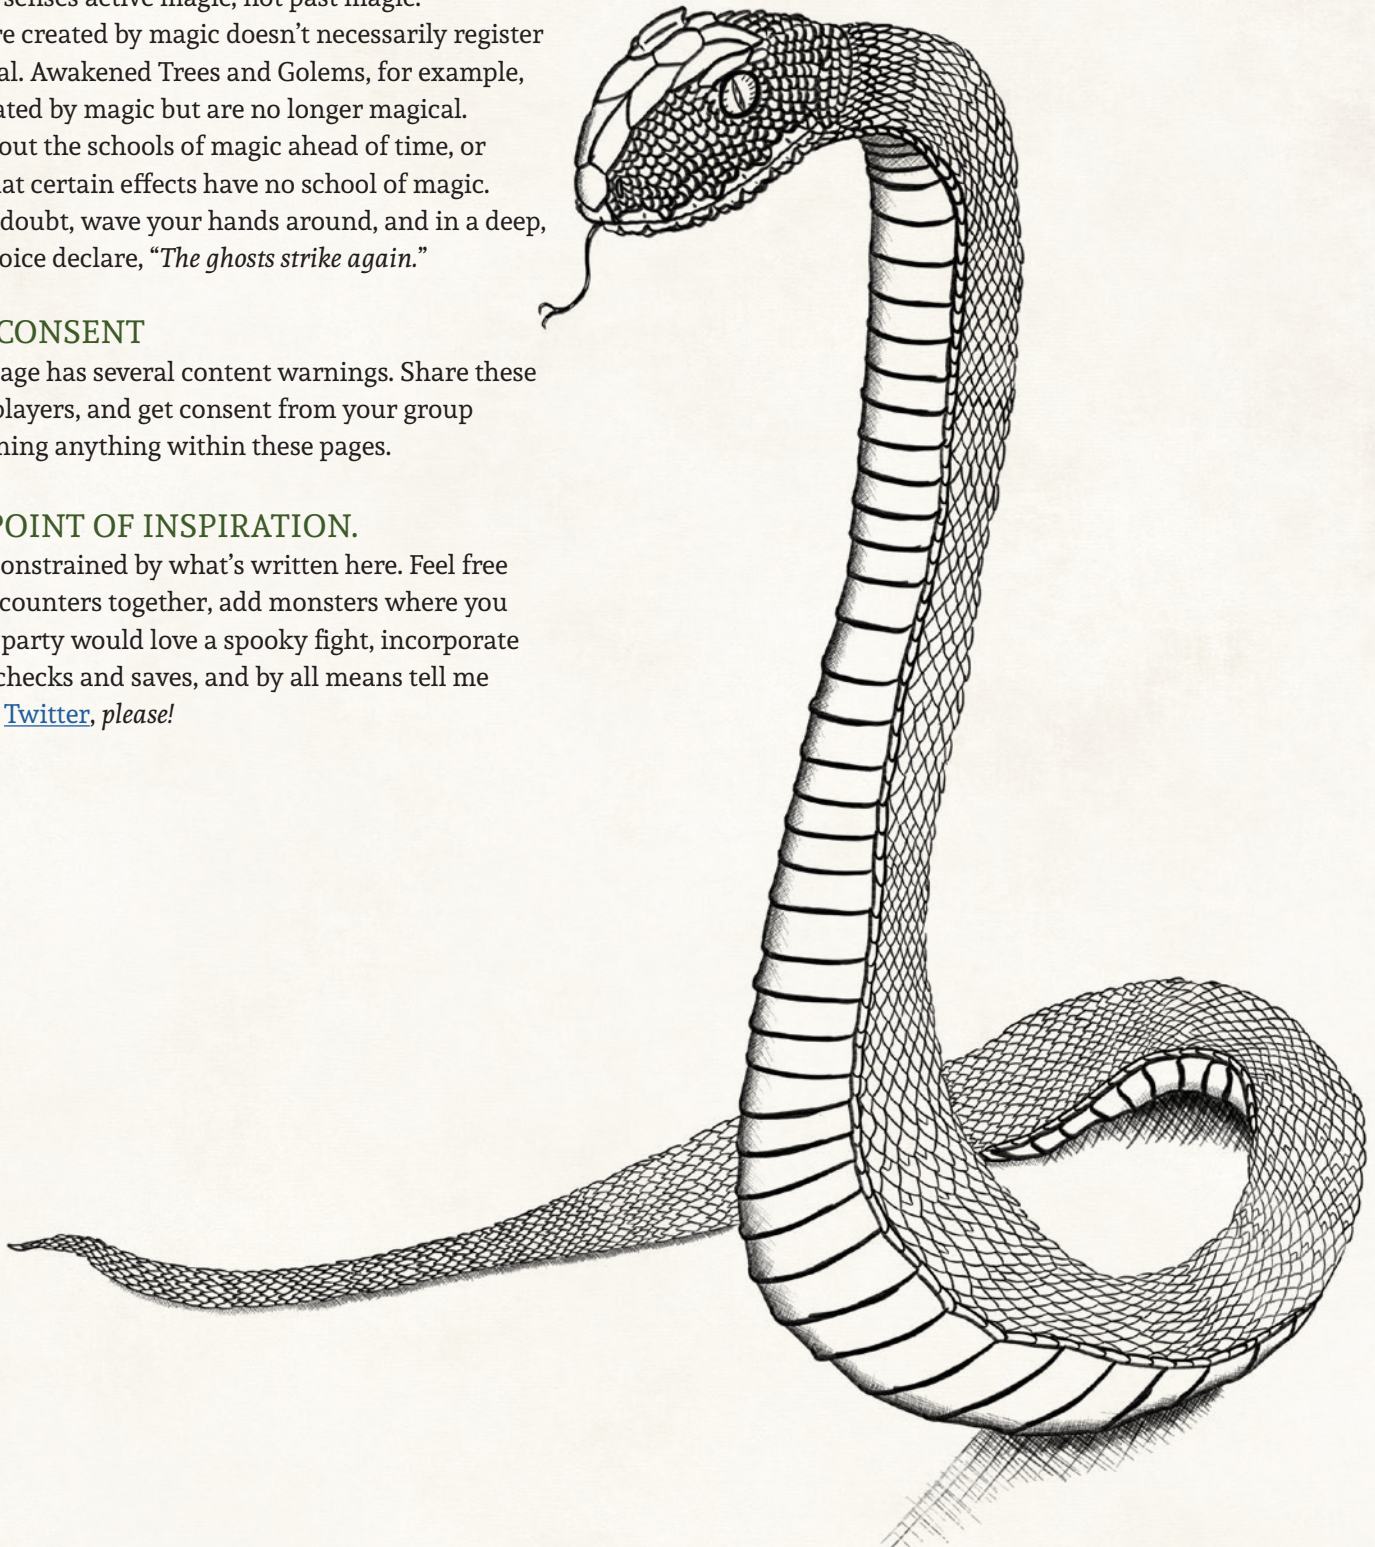 senses active magic, not past magic.
re created by magic doesn’t necessarily register
al. Awakened Trees and Golems, for example,
ated by magic but are no longer magical.
out the schools of magic ahead of time, or
at certain effects have no school of magic.
doubt, wave your hands around, and in a deep,
oice declare, “The ghosts strike again.”
CONSENT
age has several content warnings. Share these
players, and get consent from your group
ning anything within these pages.
POINT OF INSPIRATION.
onstrained by what’s written here. Feel free
counters together, add monsters where you
party would love a spooky fight, incorporate
checks and saves, and by all means tell me
Twitter, please!